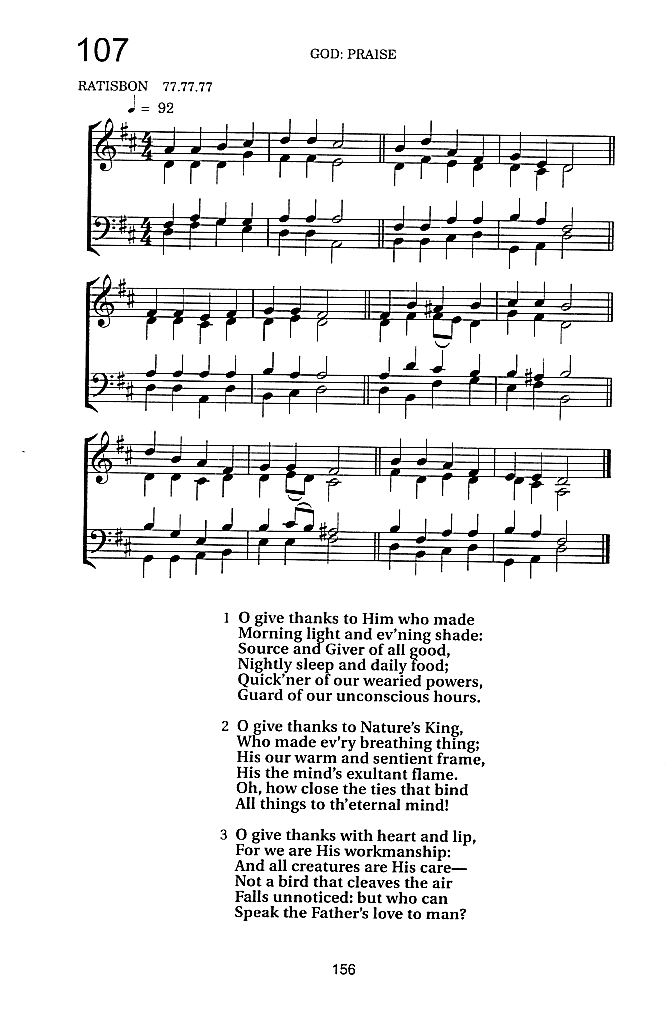 107
GOD: PRAISE
RATISBON 77.77.77
♩ = 92
1 O give thanks to Him who made
Morning light and ev'ning shade:
Source and Giver of all good,
Nightly sleep and daily food;
Quick'ner of our wearied powers,
Guard of our unconscious hours.
2 O give thanks to Nature's King,
Who made ev'ry breathing thing;
His our warm and sentient frame,
His the mind's exultant flame.
Oh, how close the ties that bind
All things to th'eternal mind!
3 O give thanks with heart and lip,
For we are His workmanship:
And all creatures are His care—
Not a bird that cleaves the air
Falls unnoticed: but who can
Speak the Father's love to man?
156